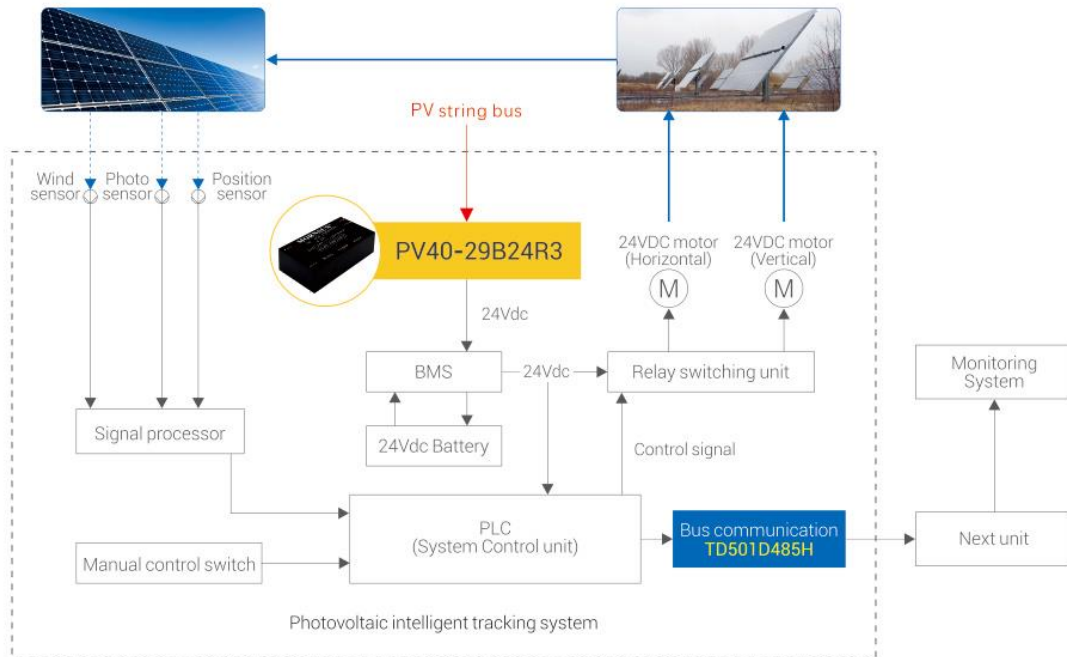 PV string bus
Wind
sensor
Photo
sensor
Position
sensor
MORNSUN
PV40-29B24R3
24VDC motor
(Horizontal)
24VDC motor
(Vertical)
M
M
24Vdc
BMS
24Vdc
Relay switching unit
Monitoring
System
Signal processor
24Vdc Battery
Control signal
PLC
(System Control unit)
Bus communication
TD501D485H
Next unit
Manual control switch
Photovoltaic intelligent tracking system